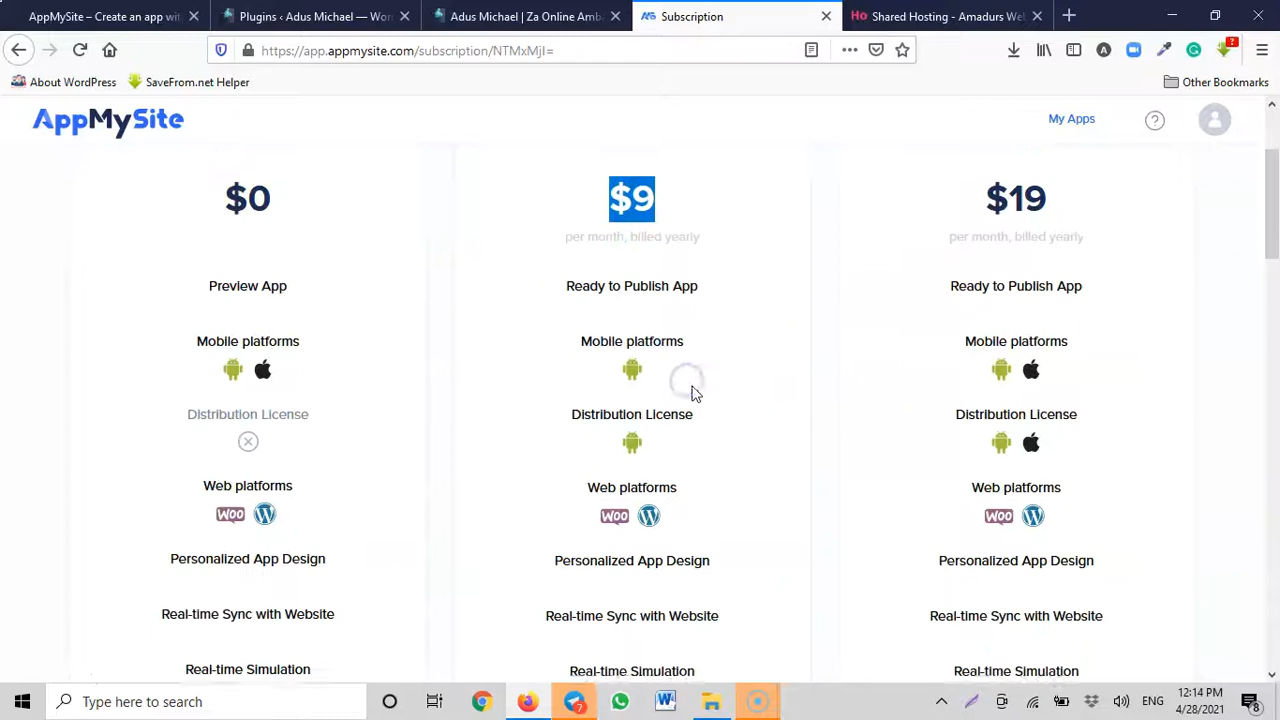 AppMySite – Create an app wit
Plugins ‹ Adus Michael — Wor
Adus Michael | Za Online Amb
Subscription
Ho Shared Hosting - Amadurs We
https://app.appmysite.com/subscription/NTMxMjI=
?
About WordPress
SaveFrom.net Helper
Other Bookmarks
AppMySite
My Apps
?
$0
$9
$19
per month, billed yearly
per month, billed yearly
Preview App
Ready to Publish App
Ready to Publish App
Mobile platforms
Mobile platforms
Mobile platforms
Distribution License
Distribution License
Distribution License
Web platforms
Web platforms
Web platforms
Woo
Woo
Woo
Personalized App Design
Personalized App Design
Personalized App Design
Real-time Sync with Website
Real-time Sync with Website
Real-time Sync with Website
Real-time Simulation
Real-time Simulation
Real-time Simulation
Type here to search
7
ENG
12:14 PM
4/28/2021
8